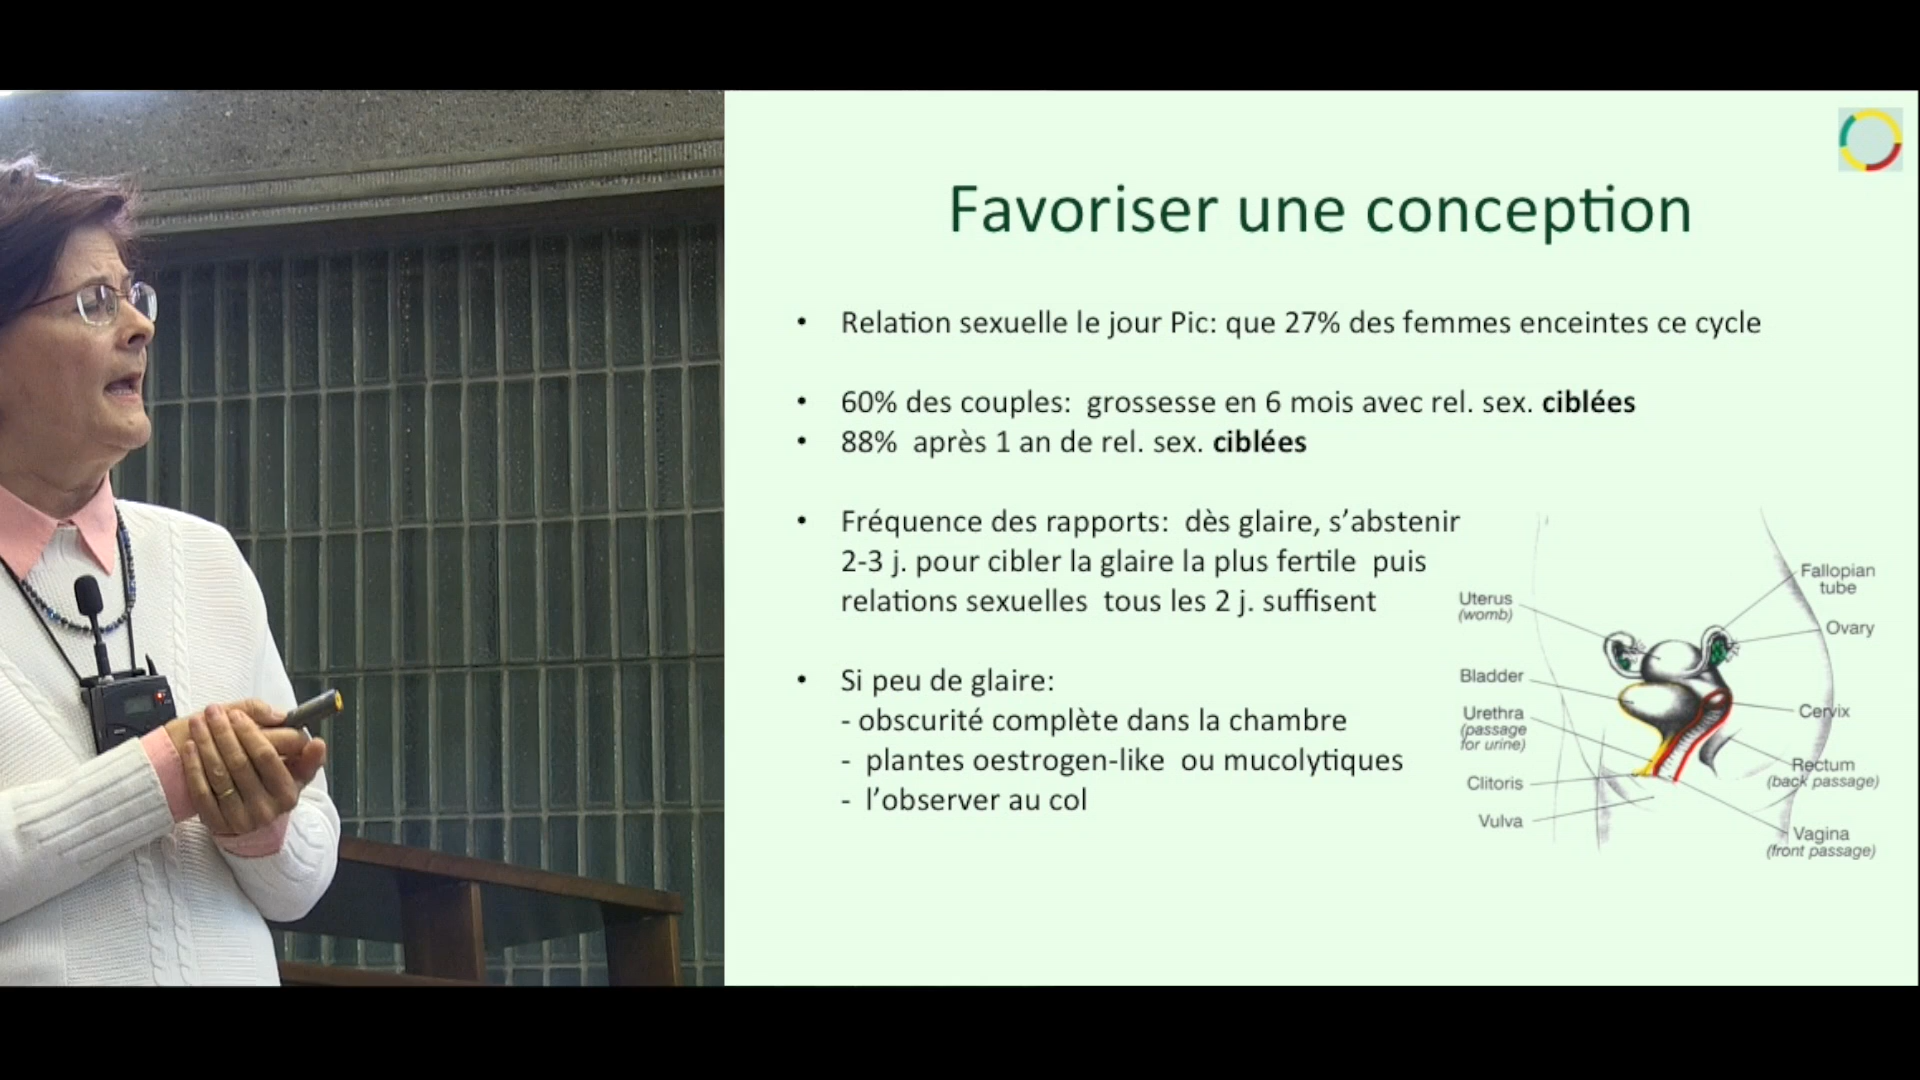 Favoriser une conception
• Relation sexuelle le jour Pic: que 27% des femmes enceintes ce cycle
• 60% des couples: grossesse en 6 mois avec rel. sex. ciblées
• 88% après 1 an de rel. sex. ciblées
• Fréquence des rapports: dès glaire, s'abstenir
2-3 j. pour cibler la glaire la plus fertile puis
relations sexuelles tous les 2 j. suffisent
• Si peu de glaire:
- obscurité complète dans la chambre
- plantes oestrogen-like ou mucolytiques
- l'observer au col
Uterus
(womb)
Bladder
Urethra
(passage
for urine)
Clitoris
Vulva
Fallopian
tube
Ovary
Cervix
Rectum
(back passage)
Vagina
(front passage)